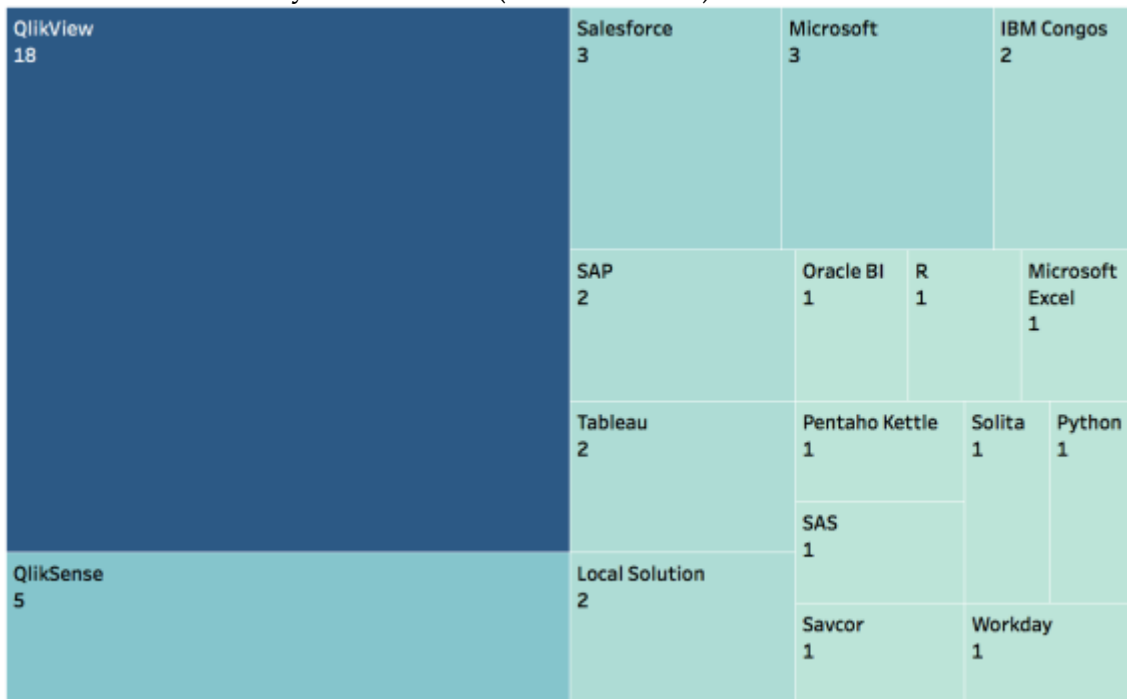 QlikView
18
Salesforce
3
Microsoft
3
IBM Congos
2
SAP
2
Oracle BI
1
R
1
Microsoft
Excel
1
Tableau
2
Pentaho Kettle
1
Solita
1
Python
1
SAS
1
QlikSense
5
Local Solution
2
Savcor
1
Workday
1